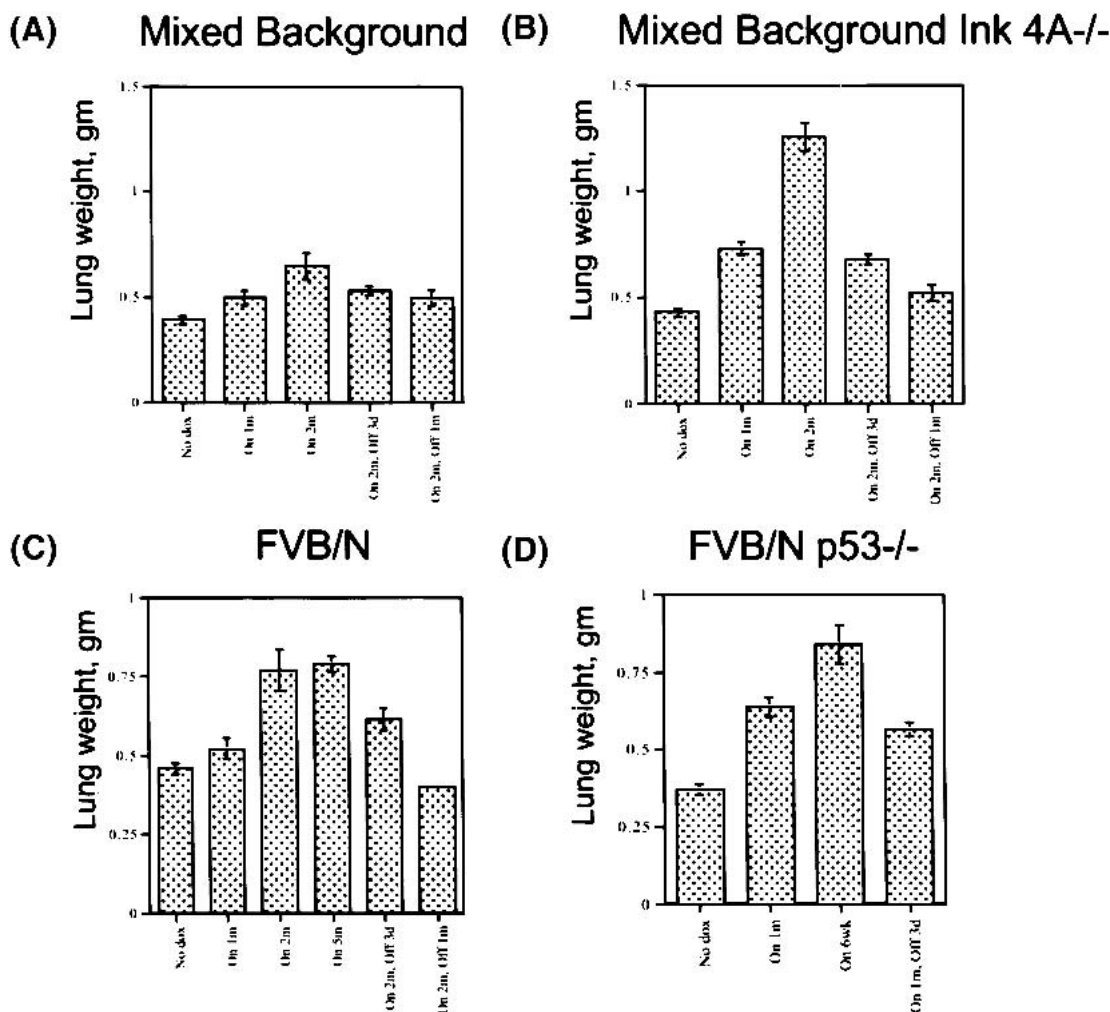 (A) Mixed Background
Lung weight, gm
1.5
1
0.5
0
No dox
On 1m
On 2m
On 2m, Off 3d
On 2m, Off 1m
(B) Mixed Background Ink 4A-/-
Lung weight, gm
1.5
1
0.5
0
No dox
On 1m
On 2m
On 2m, Off 3d
On 2m, Off 1m
(C) FVB/N
Lung weight, gm
1
0.75
0.5
0.25
0
No dox
On 1m
On 2m
On 5m
On 2m, Off 3d
On 2m, Off 1m
(D) FVB/N p53-/-
Lung weight, gm
1
0.75
0.5
0.25
0
No dox
On 1m
On 6wk
On 1m, Off 3d